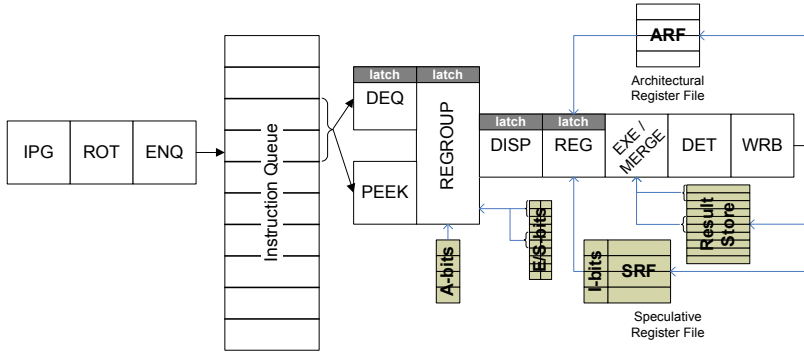 ARF
Architectural
Register File
latch
latch
DEQ
latch
latch
IPG
ROT
ENQ
Instruction Queue
REGROUP
DISP
REG
EXE /
MERGE
DET
WRB
PEEK
A-bits
E/S-bits
I-bits
SRF
Result
Store
Speculative
Register File